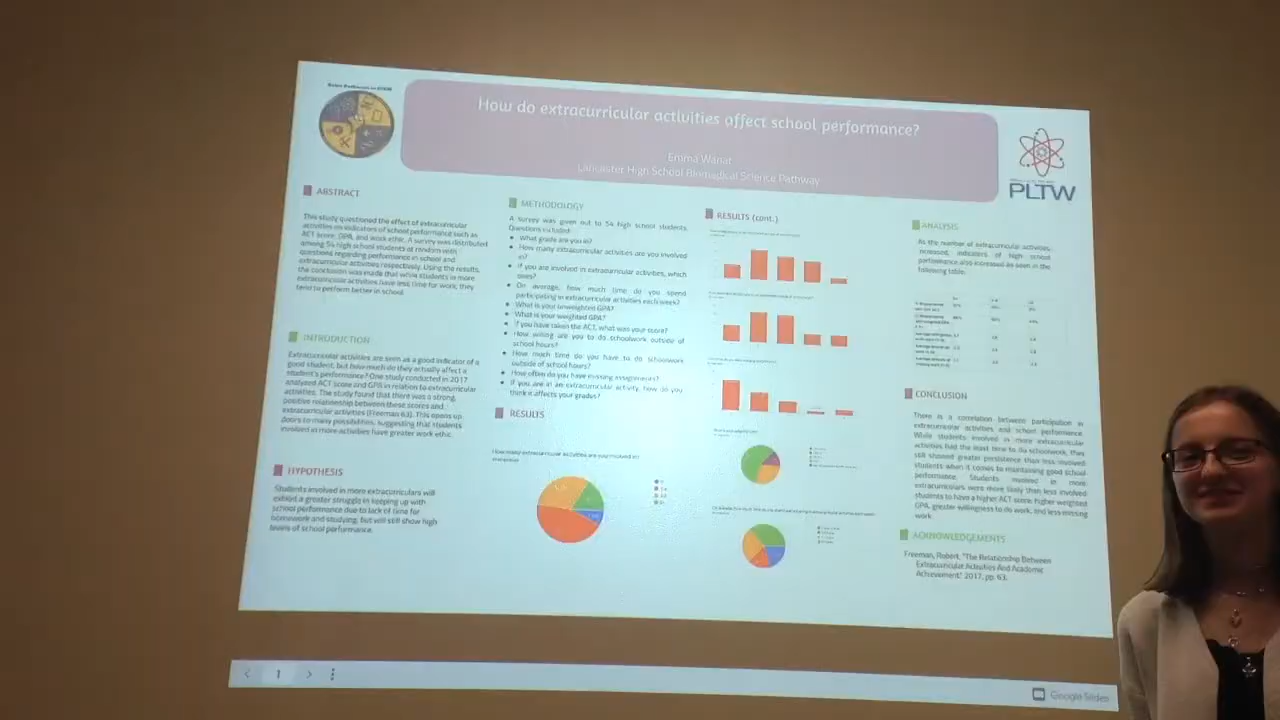 How do extracurricular activities affect school performance?
Emma Wanat
Lancaster High School Biomedical Science Pathway
PLTW
ABSTRACT
This study questioned the effect of extracurricular
activities on indicators of school performance such as
ACT score, GPA, and work ethic. A survey was distributed
among 54 high school students at random with
questions regarding performance in school and
extracurricular activities respectively. Using the results,
the conclusion was made that while students in more
extracurricular activities have less time for work, they
tend to perform better in school.
INTRODUCTION
Extracurricular activities are seen as a good indicator of a
good student, but how much do they actually affect a
student's performance? One study conducted in 2017
analyzed ACT score and GPA in relation to extracurricular
activities. The study found that there was a strong,
positive relationship between these scores and
extracurricular activities (Freeman 63). This opens up
doors to many possibilities, suggesting that students
involved in more activities have greater work ethic.
HYPOTHESIS
Students involved in more extracurriculars will
exhibit a greater struggle in keeping up with
school performance due to lack of time for
homework and studying, but will still show high
levels of school performance.
METHODOLOGY
A survey was given out to 54 high school students.
Questions included:
● What grade are you in?
● How many extracurricular activities are you involved
in?
● If you are involved in extracurricular activities, which
ones?
● On average, how much time do you spend
participating in extracurricular activities each week?
● What is your unweighted GPA?
● What is your weighted GPA?
● If you have taken the ACT, what was your score?
● How willing are you to do schoolwork outside of
school hours?
● How much time do you have to do schoolwork
outside of school hours?
● How often do you have missing assignments?
● If you are in an extracurricular activity, how do you
think it affects your grades?
RESULTS
How many extracurricular activities are you involved in?
RESULTS (cont.)
ANALYSIS
As the number of extracurricular activities
increased, indicators of high school
performance also increased as seen in the
following table.
CONCLUSION
There is a correlation between participation in
extracurricular activities and school performance.
While students involved in more extracurricular
activities had the least time to do schoolwork, they
still showed greater persistence than less involved
students when it comes to maintaining good school
performance. Students involved in more
extracurriculars were more likely than less involved
students to have a higher ACT score, higher weighted
GPA, greater willingness to do work, and less missing
work.
ACKNOWLEDGEMENTS
Freeman, Robert. "The Relationship Between
Extracurricular Activities And Academic
Achievement." 2017, pp. 63.
1
Google Slides